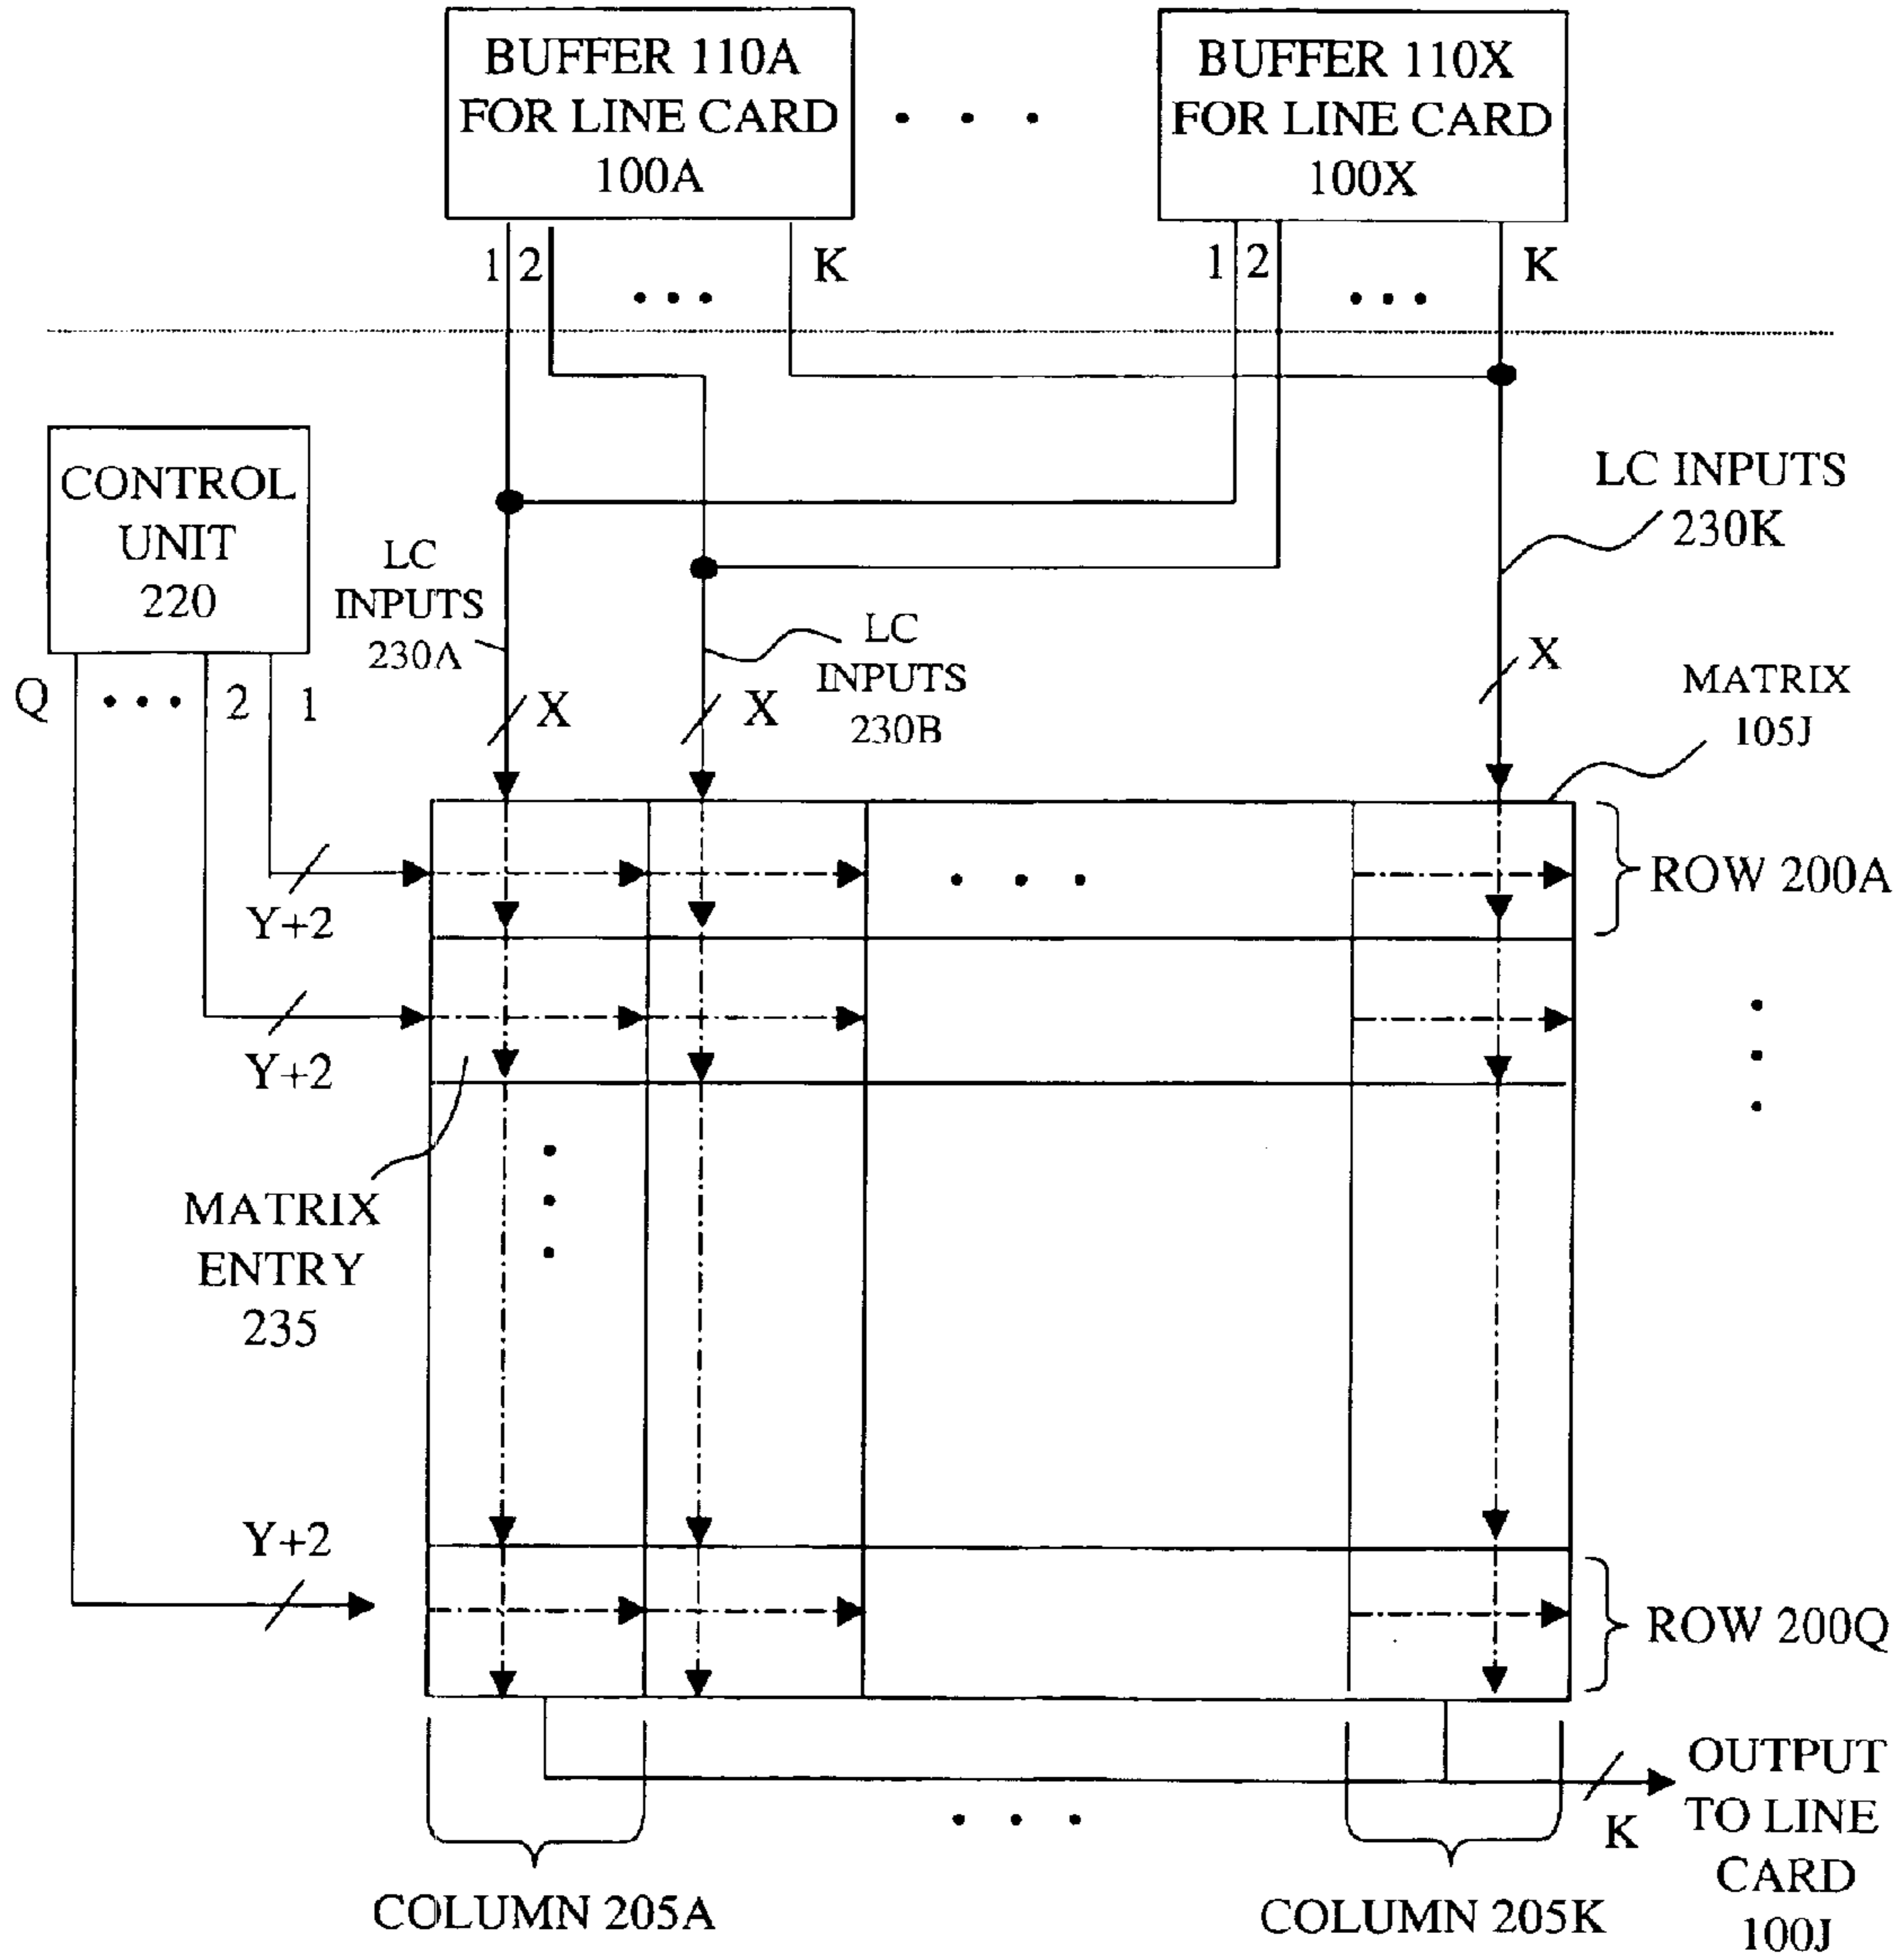 BUFFER 110A
FOR LINE CARD
100A
BUFFER 110X
FOR LINE CARD
100X
1 2 K
1 2 K
CONTROL
UNIT
220
Q 2 1
LC
INPUTS
230A
LC
INPUTS
230B
LC INPUTS
230K
X
X
X
MATRIX
105J
Y+2
ROW 200A
Y+2
MATRIX
ENTRY
235
Y+2
ROW 200Q
K
OUTPUT
TO LINE
CARD
100J
COLUMN 205A
COLUMN 205K